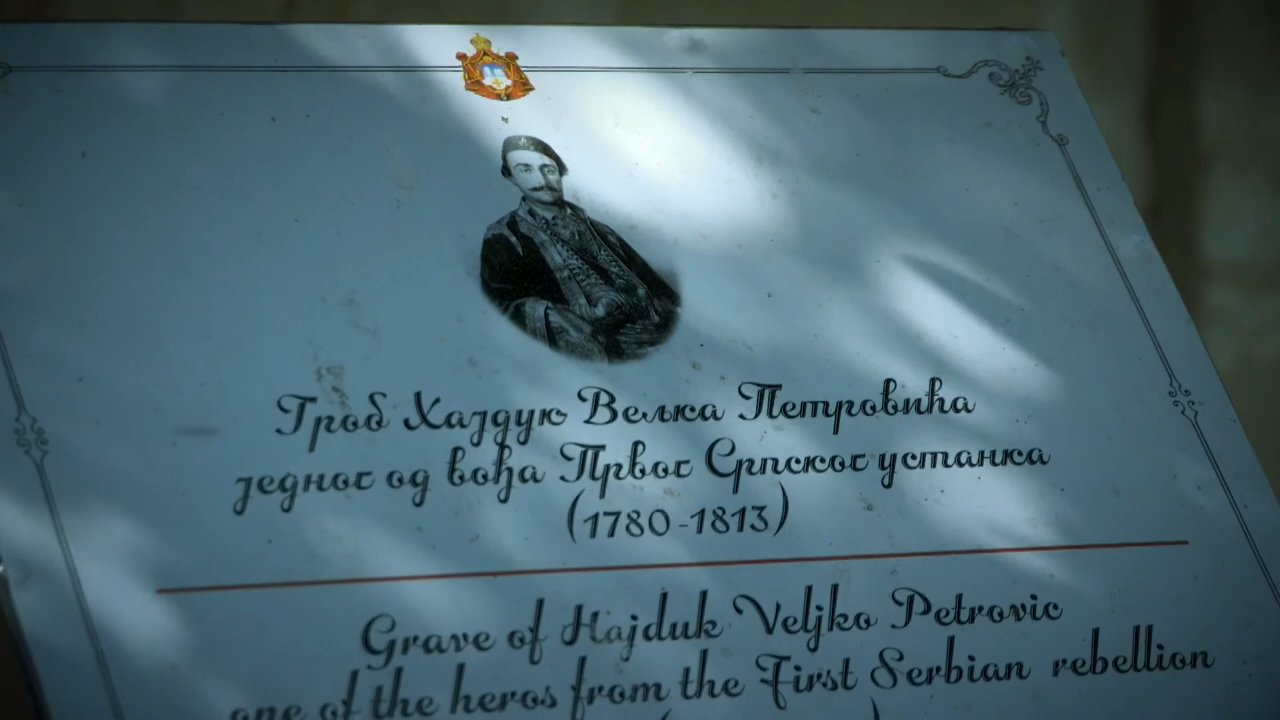 Гроб Хајдук Вељка Петровића
једног од вођа Првог Српског устанка
(1780-1813)
Grave of Hajduk Veljko Petrovic
one of the heros from the First Serbian rebellion